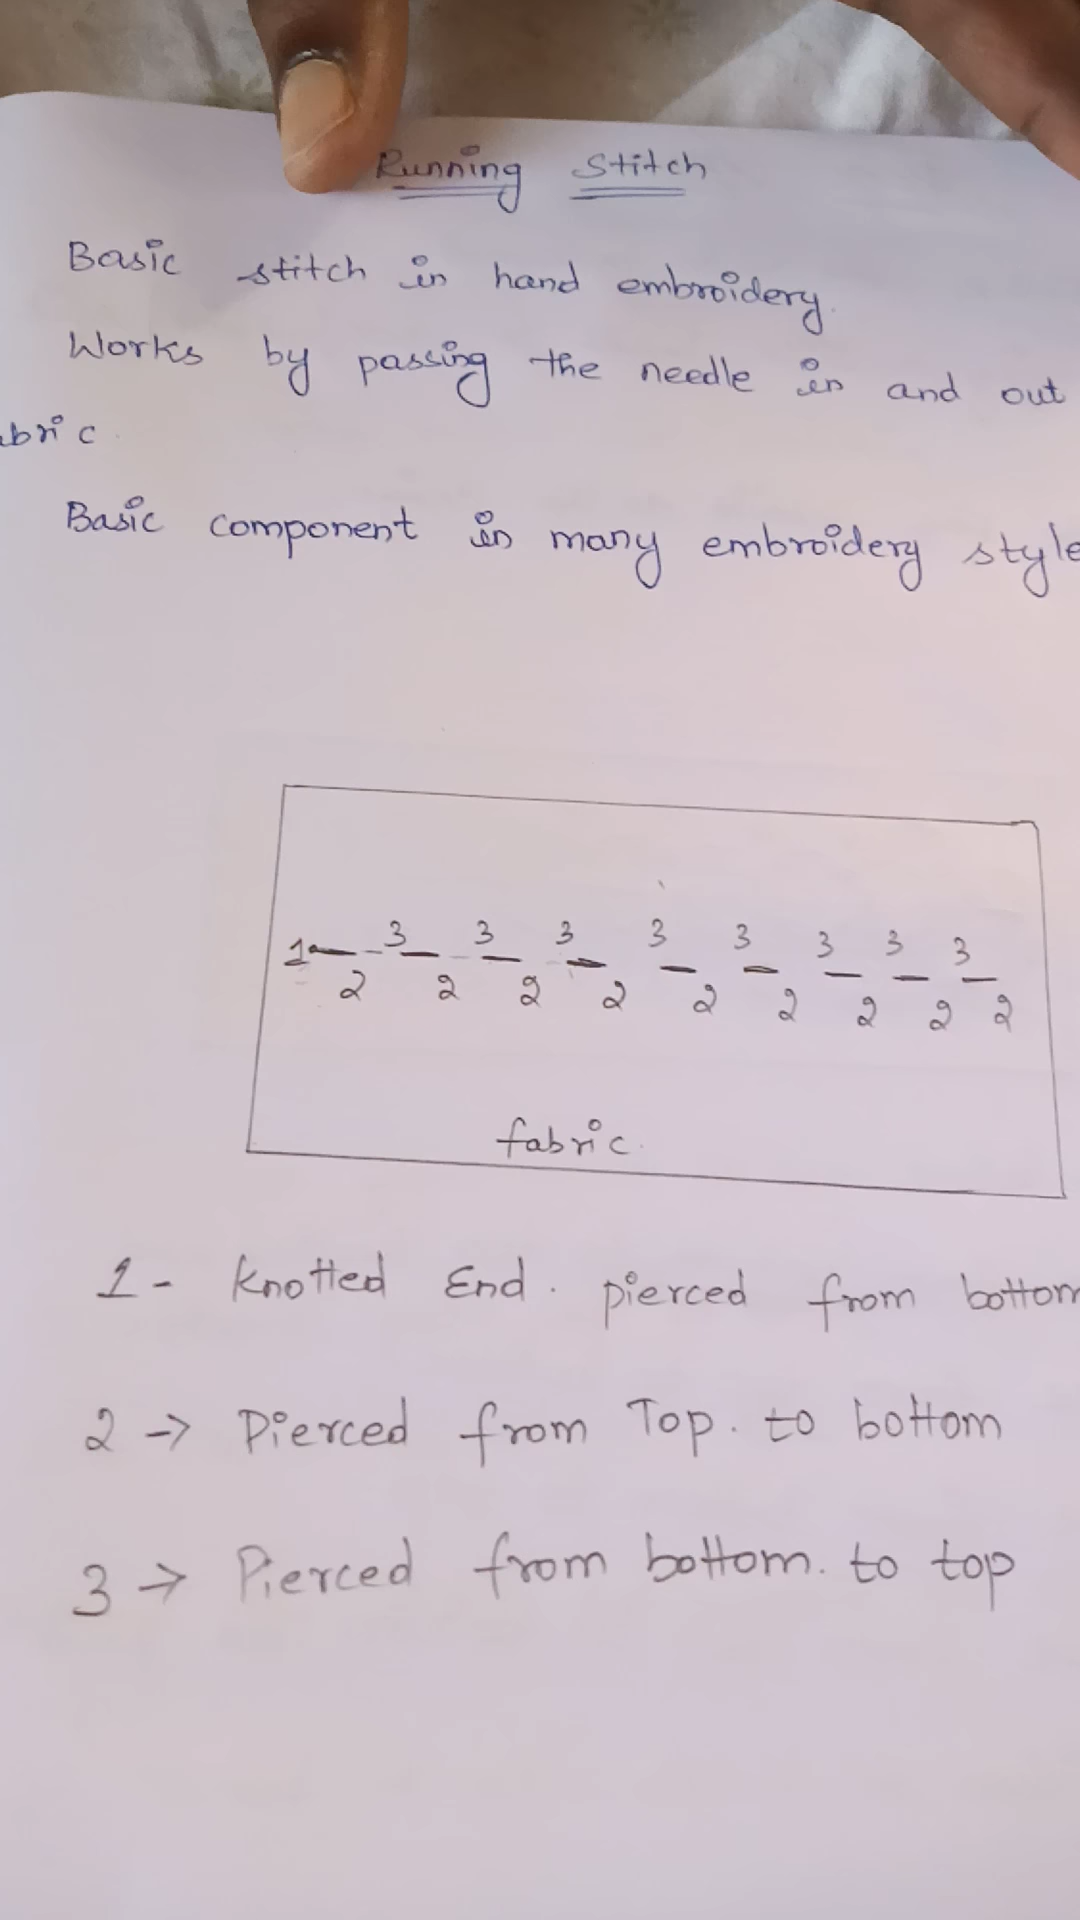 Running Stitch
Basic stitch in hand embroidery.
Works by passing the needle in and out
abric.
Basic component in many embroidery style
1 3 3 3 3 3 3 3 3
2 2 2 2 2 2 2 2 2
fabric.
1- Knotted End. pierced from bottom
2 → Pierced from Top. to bottom
3 → Pierced from bottom. to top